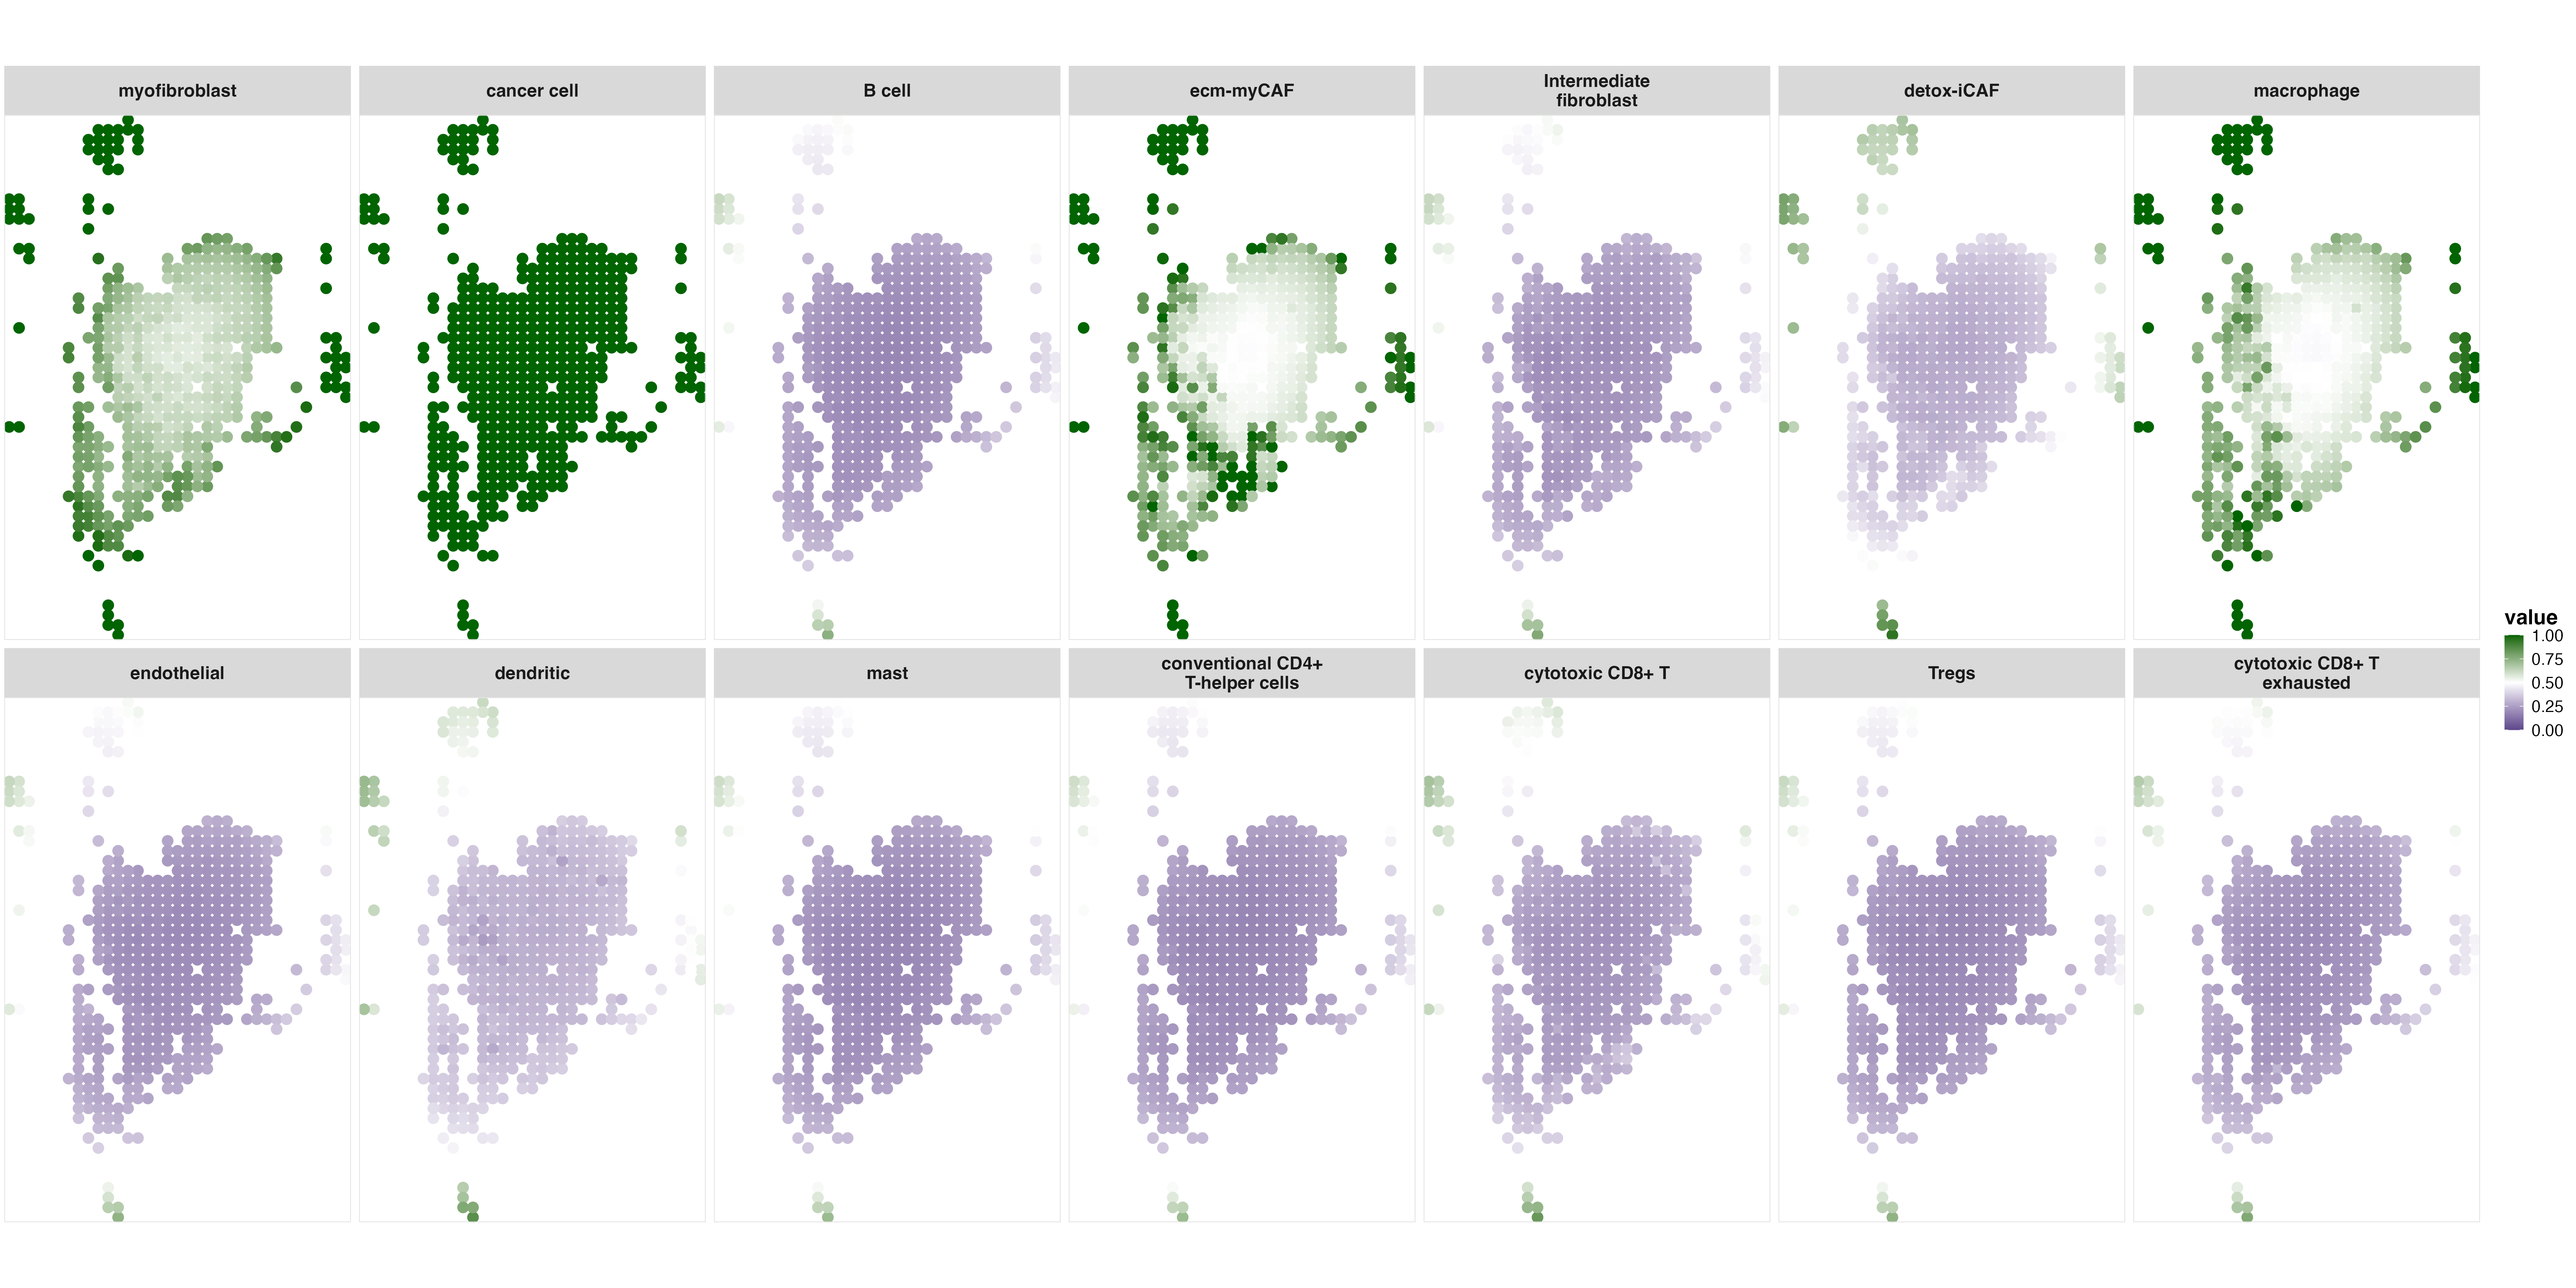 myofibroblast
cancer cell
B cell
ecm-myCAF
Intermediate
fibroblast
detox-iCAF
macrophage
endothelial
dendritic
mast
conventional CD4+
T-helper cells
cytotoxic CD8+ T
Tregs
cytotoxic CD8+ T
exhausted
value
1.00
0.75
0.50
0.25
0.00